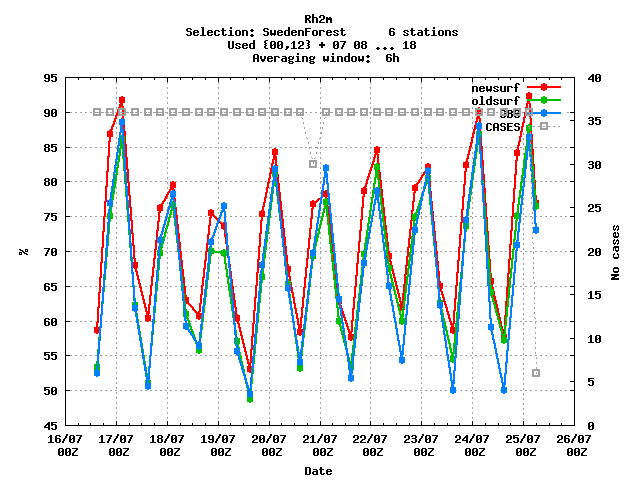 Rh2m
Selection: SwedenForest 6 stations
Used {00,12} + 07 08 ... 18
Averaging window: 6h
95 40
newsurf
oldsurf
90 OBS
35
CASES
85
30
80
75 25
% 70 20 No cases
65
15
60
10
55
50 5
45 0
16/07 17/07 18/07 19/07 20/07 21/07 22/07 23/07 24/07 25/07 26/07
00Z 00Z 00Z 00Z 00Z 00Z 00Z 00Z 00Z 00Z 00Z
Date